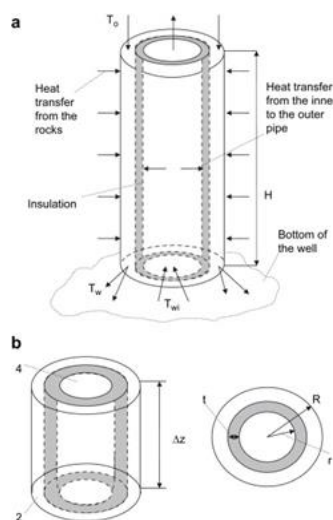 a
T₀
Heat
transfer
from the
rocks
Heat transfer
from the inne
to the outer
pipe
H
Insulation
Bottom of
the well
Tw
Twi
b
4
Δz
2
t
R
r